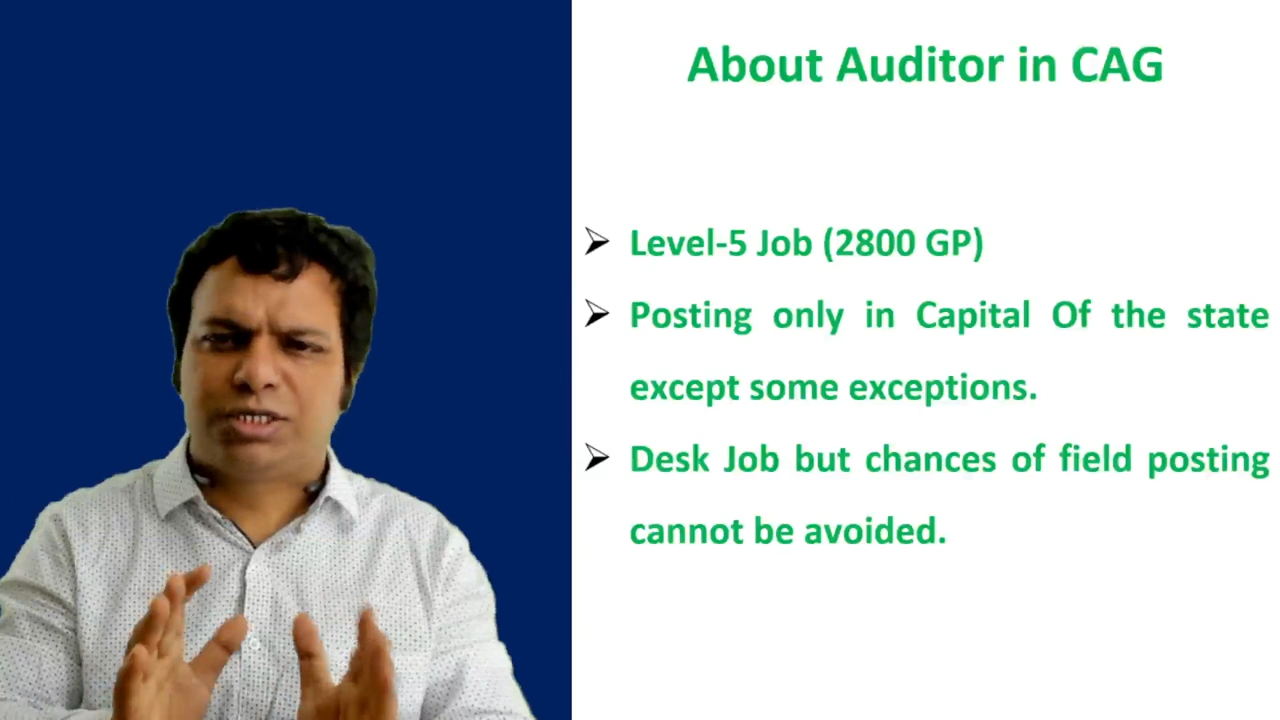 About Auditor in CAG
➢ Level-5 Job (2800 GP)
➢ Posting only in Capital Of the state
except some exceptions.
➢ Desk Job but chances of field posting
cannot be avoided.